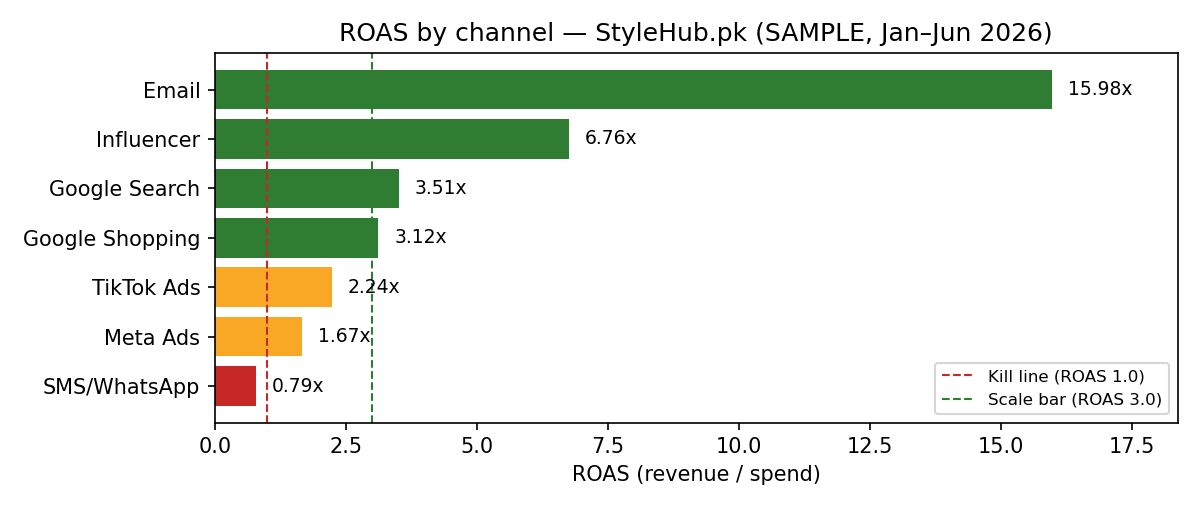 ROAS by channel — StyleHub.pk (SAMPLE, Jan–Jun 2026)
Email 15.98x
Influencer 6.76x
Google Search 3.51x
Google Shopping 3.12x
TikTok Ads 2.24x
Meta Ads 1.67x
SMS/WhatsApp 0.79x
Kill line (ROAS 1.0)
Scale bar (ROAS 3.0)
0.0 2.5 5.0 7.5 10.0 12.5 15.0 17.5
ROAS (revenue / spend)